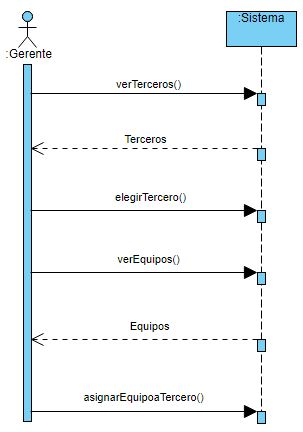 :Gerente
:Sistema
verTerceros()
Terceros
elegirTercero()
verEquipos()
Equipos
asignarEquipoaTercero()